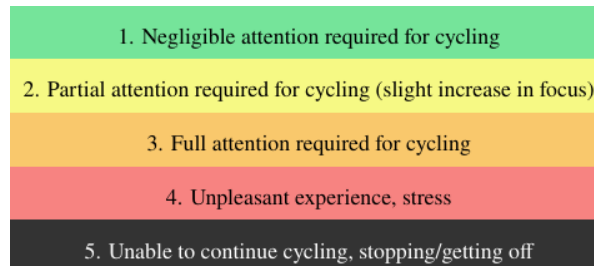 1. Negligible attention required for cycling
2. Partial attention required for cycling (slight increase in focus)
3. Full attention required for cycling
4. Unpleasant experience, stress
5. Unable to continue cycling, stopping/getting off